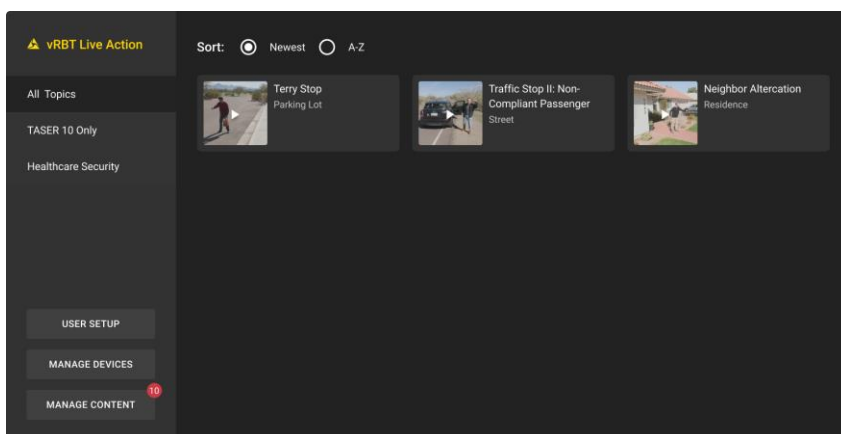 vRBT Live Action
Sort: Newest A-Z
All Topics
TASER 10 Only
Healthcare Security
Terry Stop
Parking Lot
Traffic Stop II: Non-
Compliant Passenger
Street
Neighbor Altercation
Residence
USER SETUP
MANAGE DEVICES
MANAGE CONTENT
10